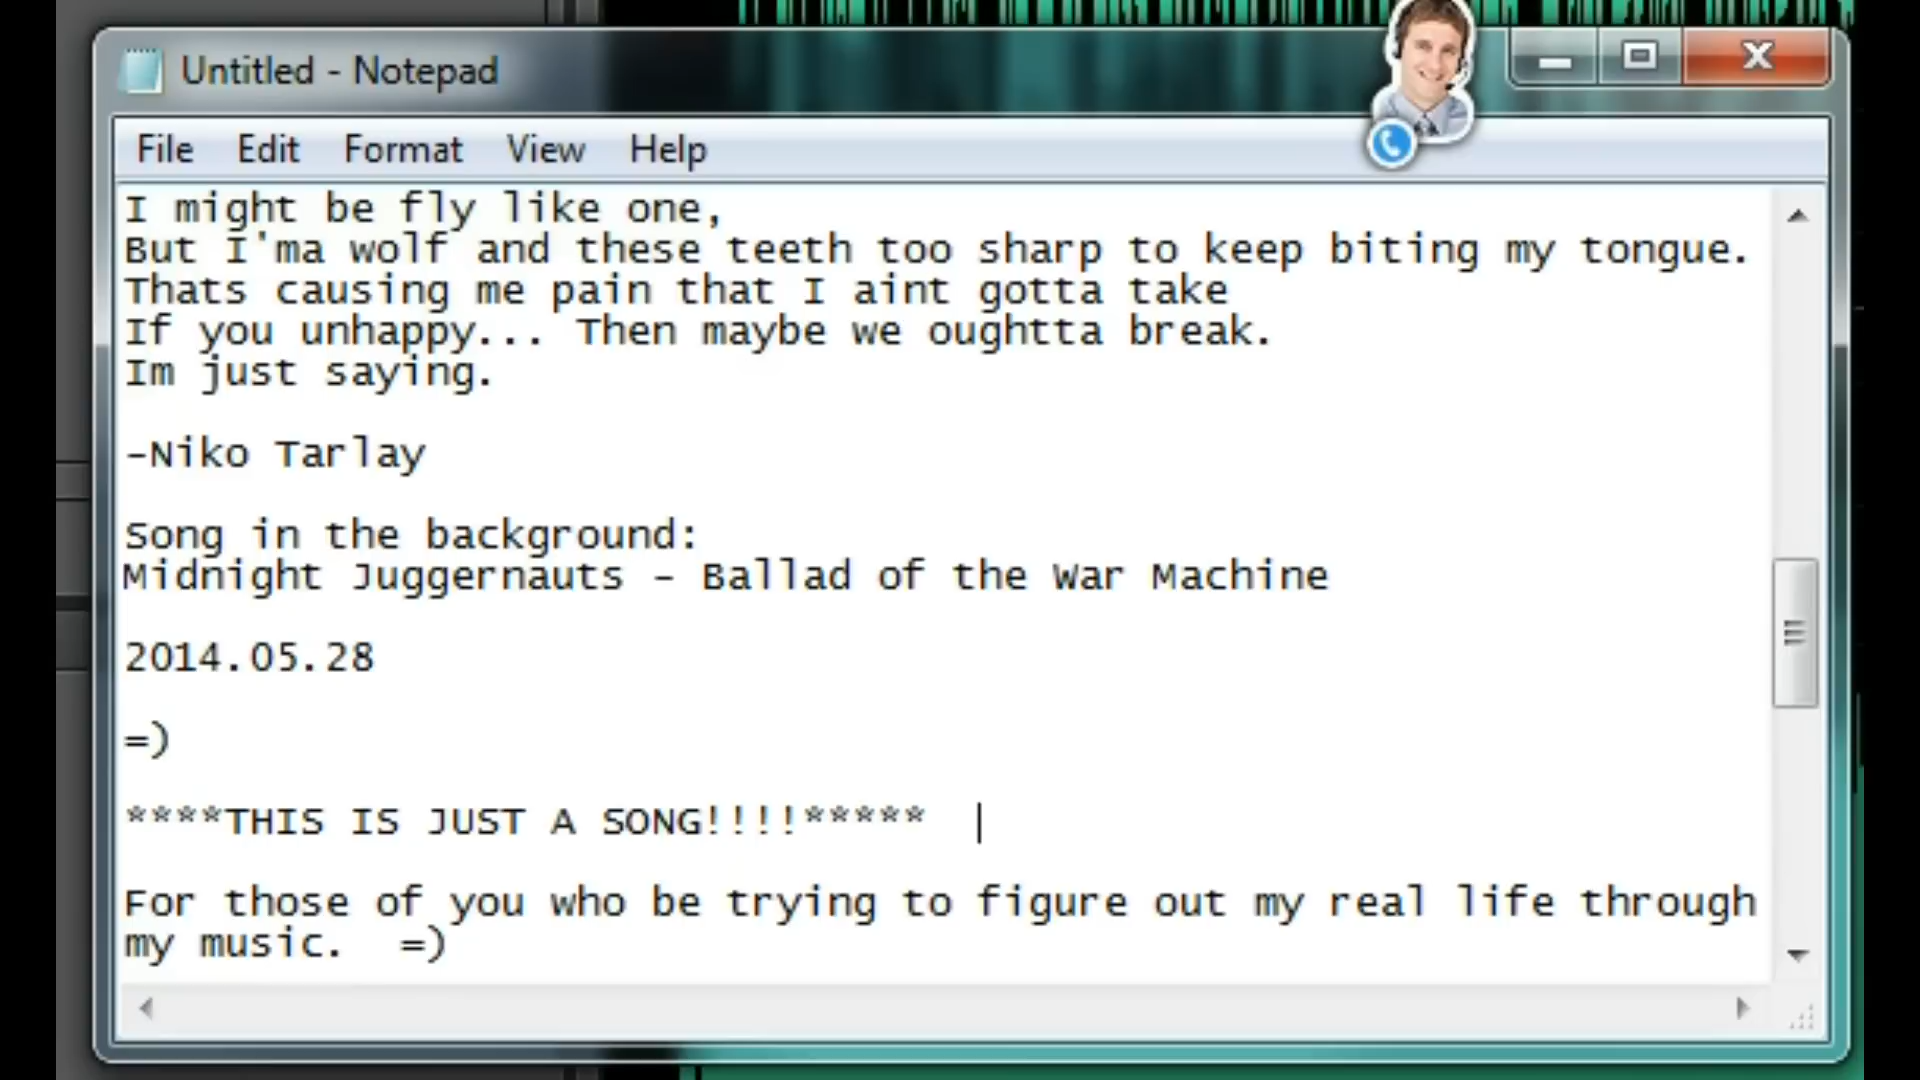 Untitled - Notepad
File Edit Format View Help
I might be fly like one,
But I'ma wolf and these teeth too sharp to keep biting my tongue.
Thats causing me pain that I aint gotta take
If you unhappy... Then maybe we oughtta break.
Im just saying.
-Niko Tarlay
Song in the background:
Midnight Juggernauts - Ballad of the War Machine
2014.05.28
=)
****THIS IS JUST A SONG!!!!*****
For those of you who be trying to figure out my real life through
my music.  =)